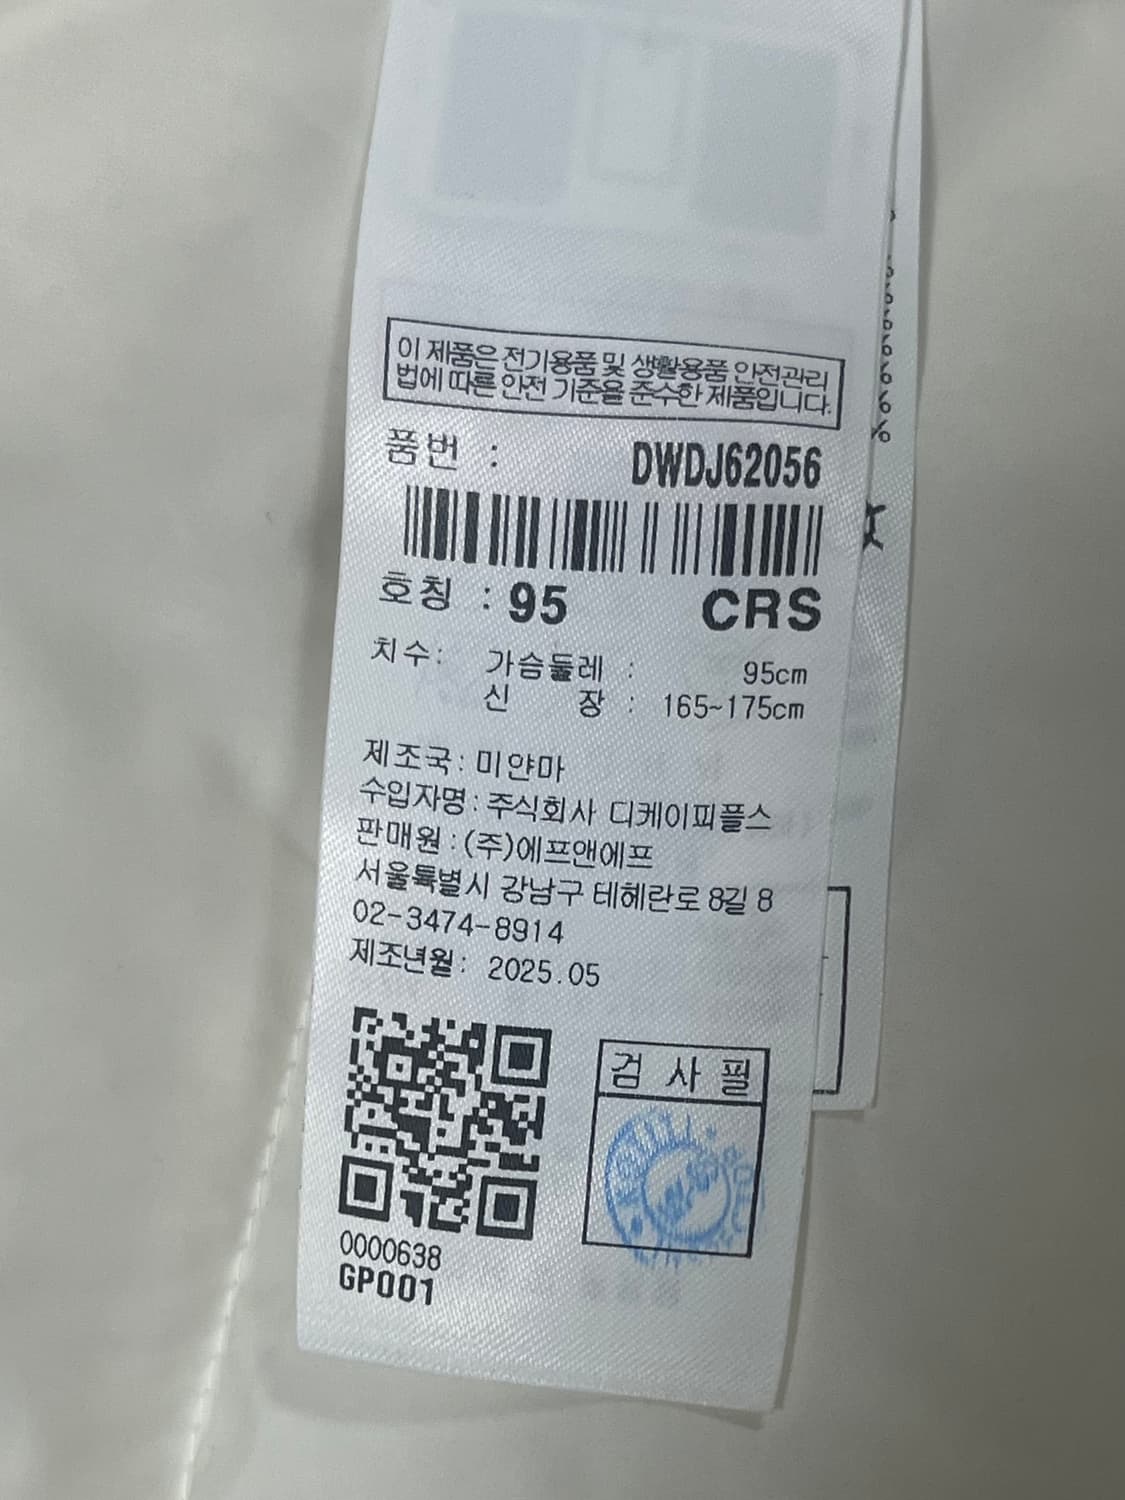 이 제품은 전기용품 및 생활용품 안전관리
법에 따른 안전 기준을 준수한 제품입니다.
품번 : DWDJ62056
호칭 : 95 CRS
치수: 가슴둘레 : 95cm
신 장 : 165~175cm
제조국: 미얀마
수입자명: 주식회사 디케이피플스
판매원:(주)에프앤에프
서울특별시 강남구 테헤란로 8길 8
02-3474-8914
제조년월: 2025.05
검 사 필
0000638
GP001